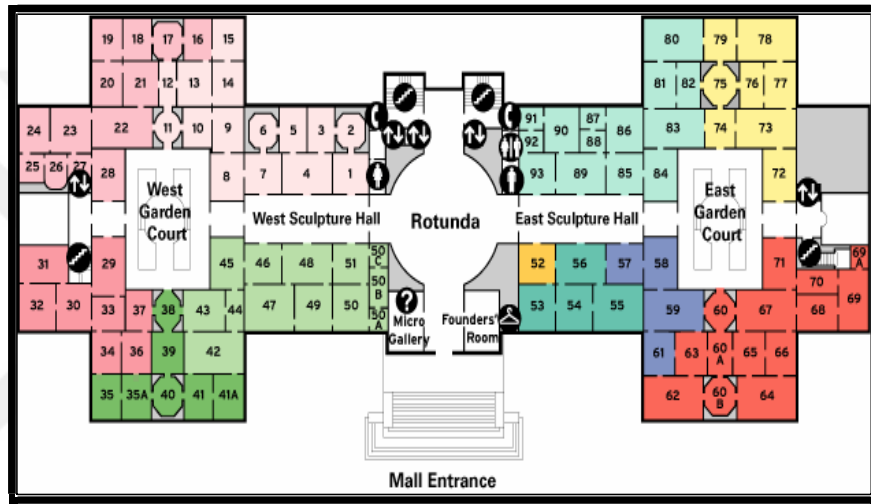 19 18 17 16 15
80 79 78
20 21 12 13 14
81 82 75 76 77
24 23 22 11 10 9 6 5 3 2
91 90 87 86 83 74 73
92 88
25 26 27 28 8 7 4 1
93 89 85 84 72
West
Garden
Court
West Sculpture Hall
Rotunda
East Sculpture Hall
East
Garden
Court
31 29 45 46 48 51 50
C
52 56 57 58 71 69
A
32 30 33 37 38 43 44 47 49 50 50
B
53 54 55 59 60 67 70 68 69
50
A
?
Micro
Gallery
Founders'
Room
34 36 39 42
61 63 60
A
65 66
35 35A 40 41 41A
62 60
B
64
Mall Entrance